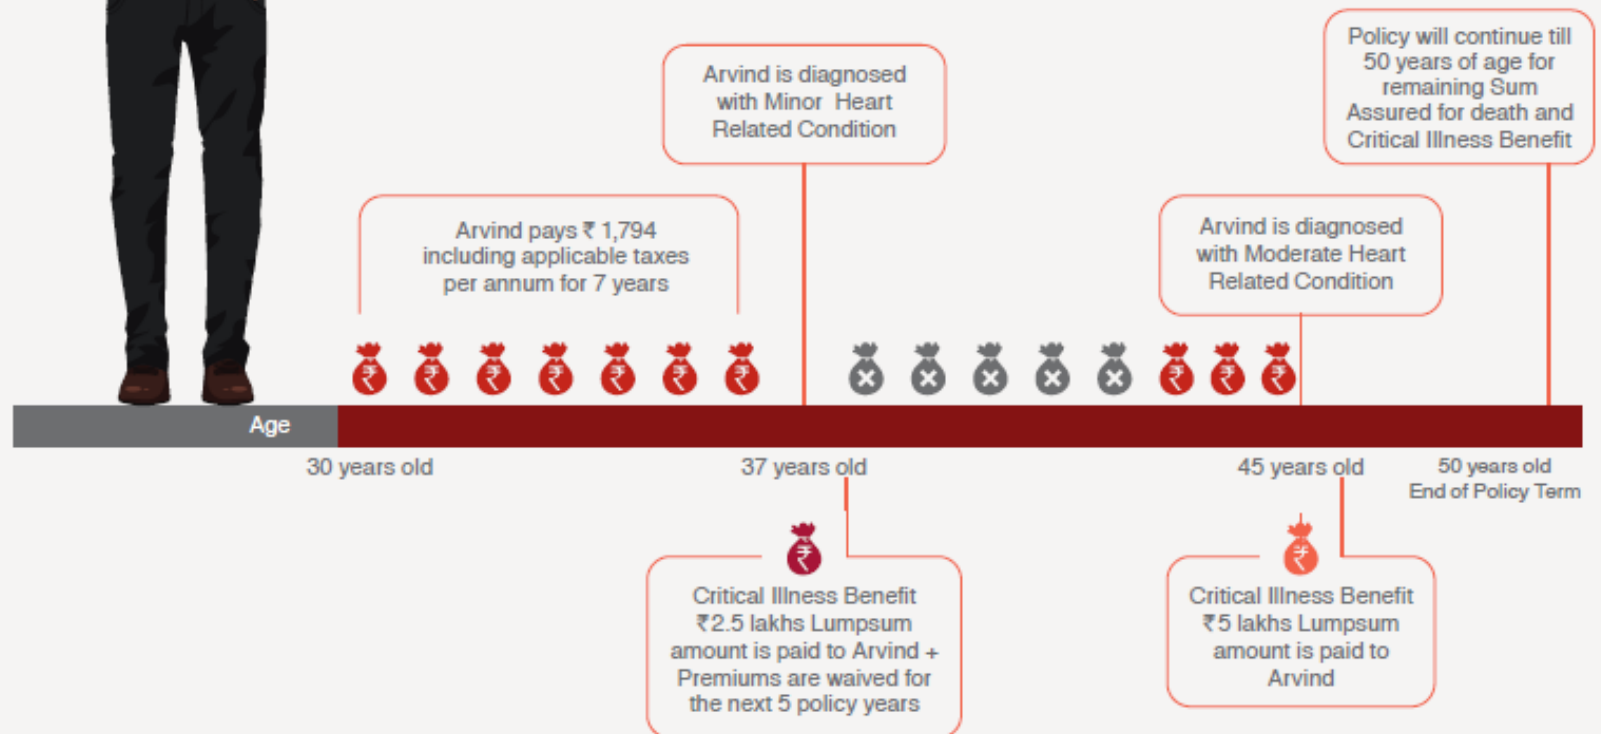 Policy will continue till
50 years of age for
remaining Sum
Assured for death and
Critical Illness Benefit
Arvind is diagnosed
with Minor Heart
Related Condition
Arvind pays ₹ 1,794
including applicable taxes
per annum for 7 years
Arvind is diagnosed
with Moderate Heart
Related Condition
₹ ₹ ₹ ₹ ₹ ₹ ₹ ₹ ₹ ₹
Age
30 years old
37 years old
45 years old
50 years old
End of Policy Term
₹
Critical Illness Benefit
₹2.5 lakhs Lumpsum
amount is paid to Arvind +
Premiums are waived for
the next 5 policy years
₹
Critical Illness Benefit
₹5 lakhs Lumpsum
amount is paid to
Arvind